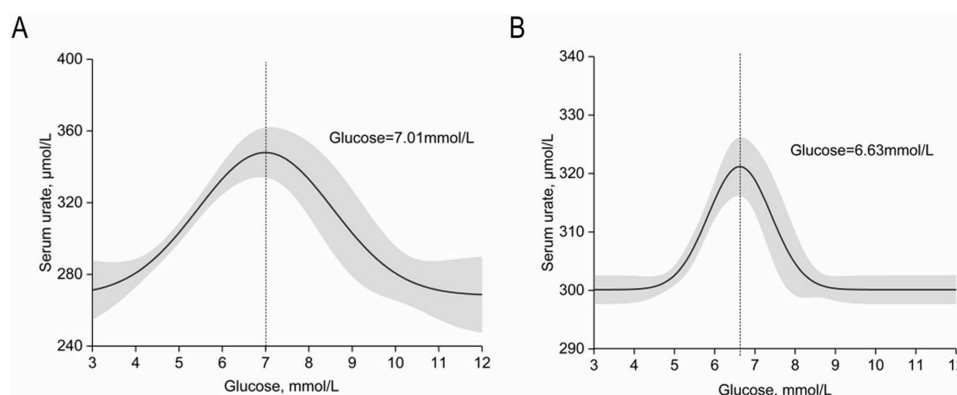 A
400
360
320
280
240
Serum urate, µmol/L
Glucose=7.01mmol/L
3 4 5 6 7 8 9 10 11 12
Glucose, mmol/L
B
340
330
320
310
300
290
Serum urate, µmol/L
Glucose=6.63mmol/L
3 4 5 6 7 8 9 10 11 12
Glucose, mmol/L